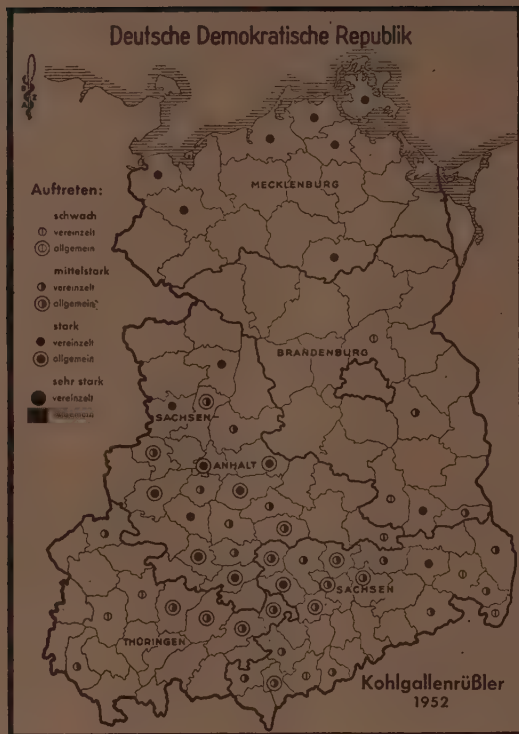 Deutsche Demokratische Republik
MECKLENBURG
Auftreten:
schwach
vereinzelt
allgemein
mittelstark
vereinzelt
allgemein
stark
vereinzelt
allgemein
sehr stark
vereinzelt
BRANDENBURG
SACHSEN
ANHALT
SACHSEN
THÜRINGEN
Kohlgallenrüßler
1952